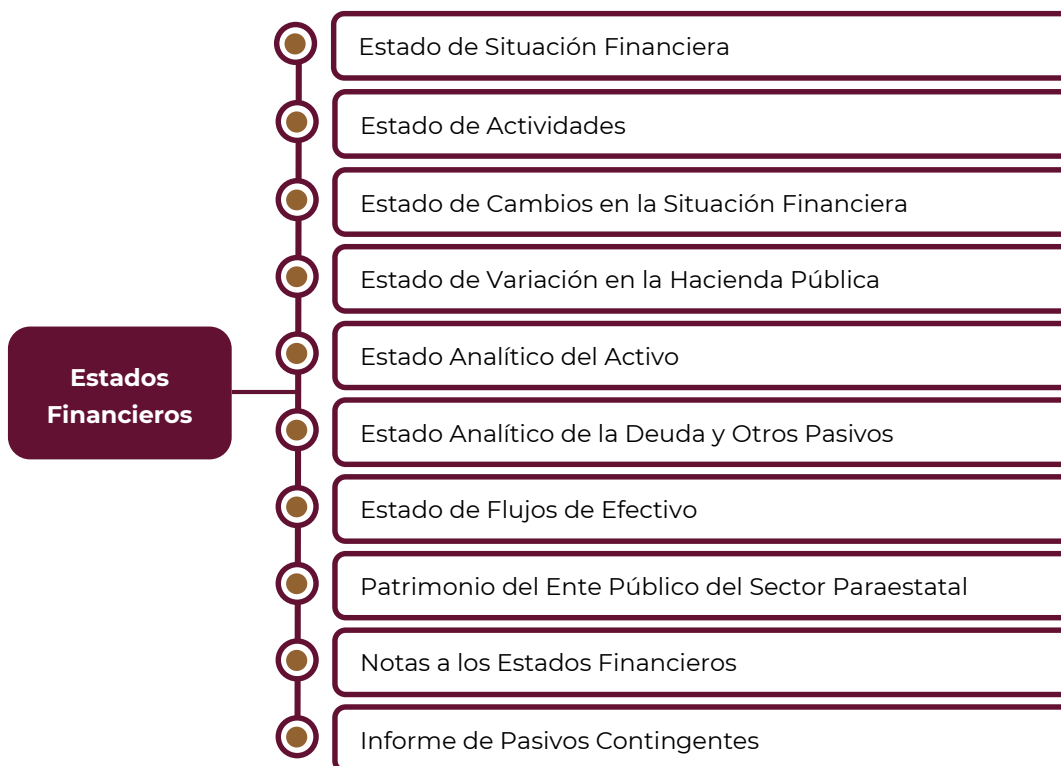 Estado de Situación Financiera
Estado de Actividades
Estado de Cambios en la Situación Financiera
Estado de Variación en la Hacienda Pública
Estados
Financieros
Estado Analítico del Activo
Estado Analítico de la Deuda y Otros Pasivos
Estado de Flujos de Efectivo
Patrimonio del Ente Público del Sector Paraestatal
Notas a los Estados Financieros
Informe de Pasivos Contingentes